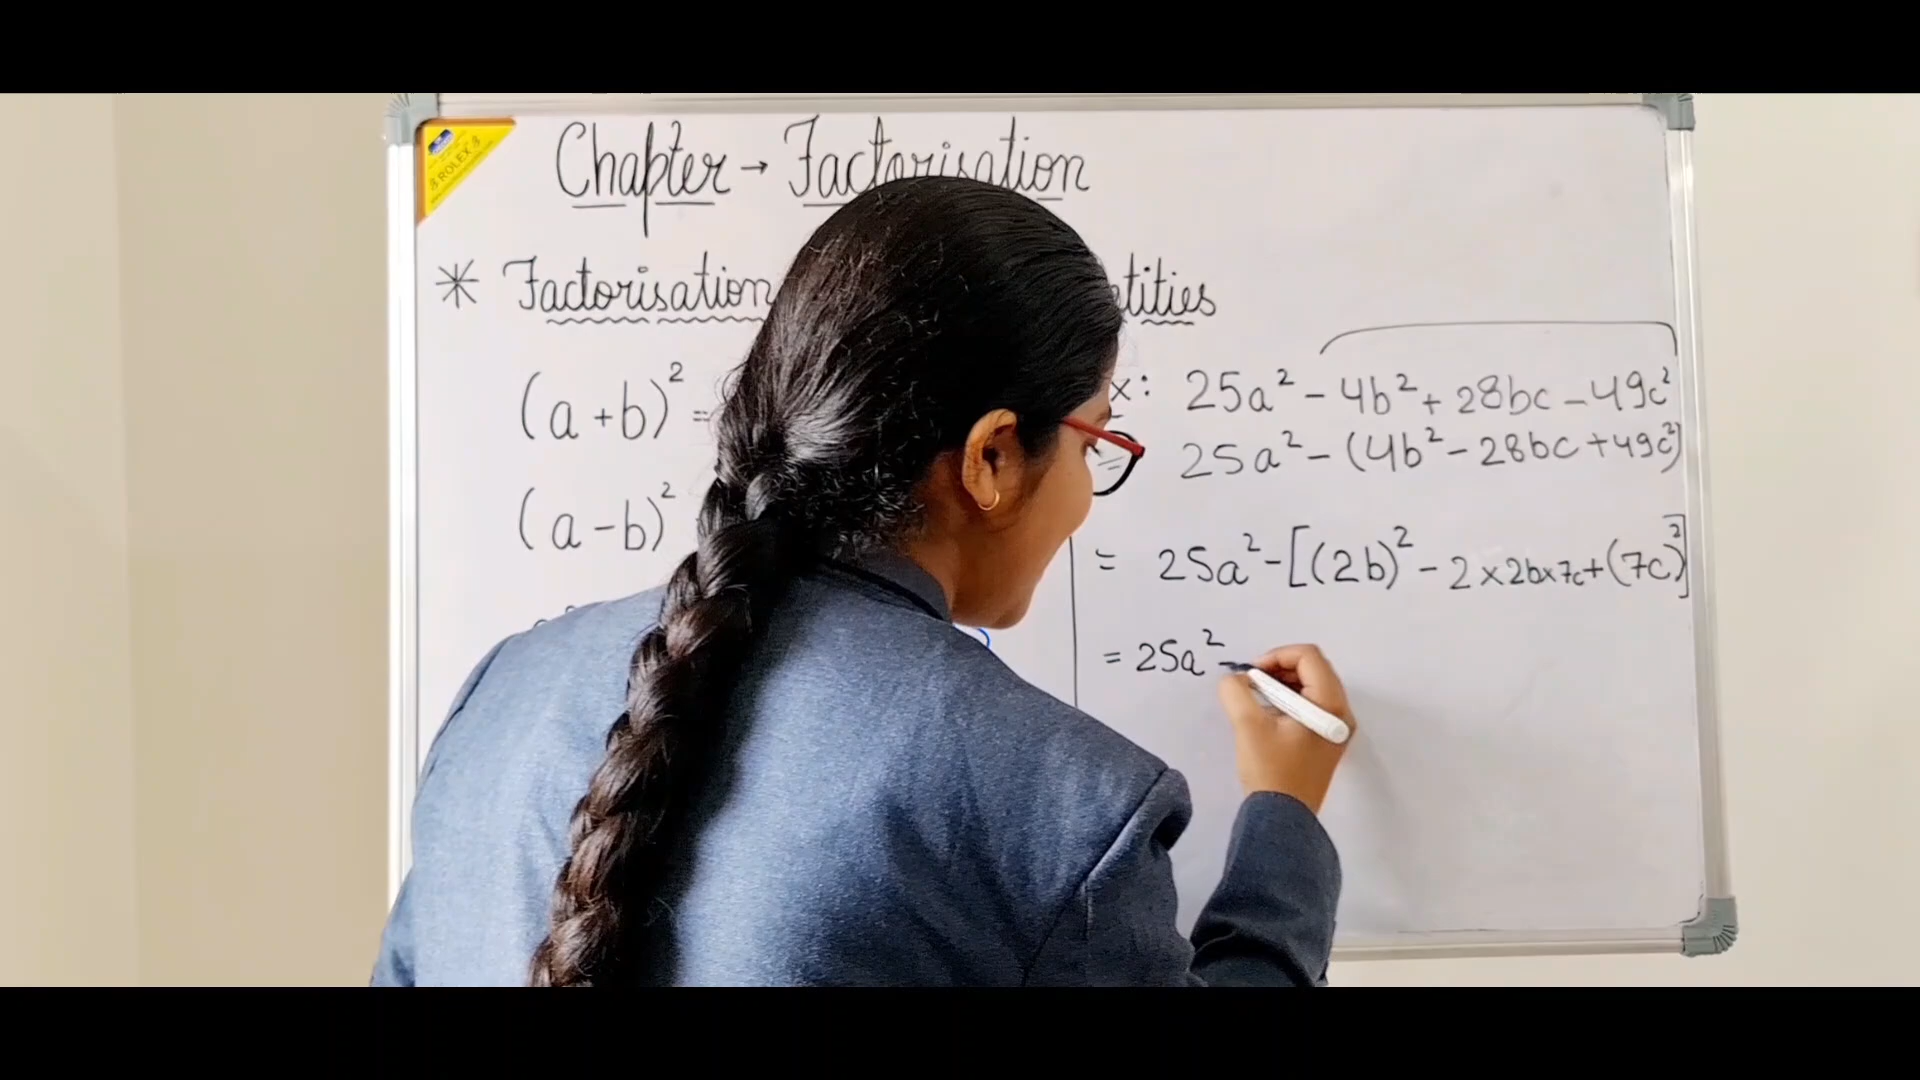 Chapter → Factorisation
ROLEX
* Factorisation
(a+b)² =
(a-b)²
x: 25a² - 4b² + 28bc - 49c²
25a² - (4b² - 28bc + 49c²)
= 25a² - [(2b)² - 2 × 2b × 7c + (7c)²]
= 25a² -